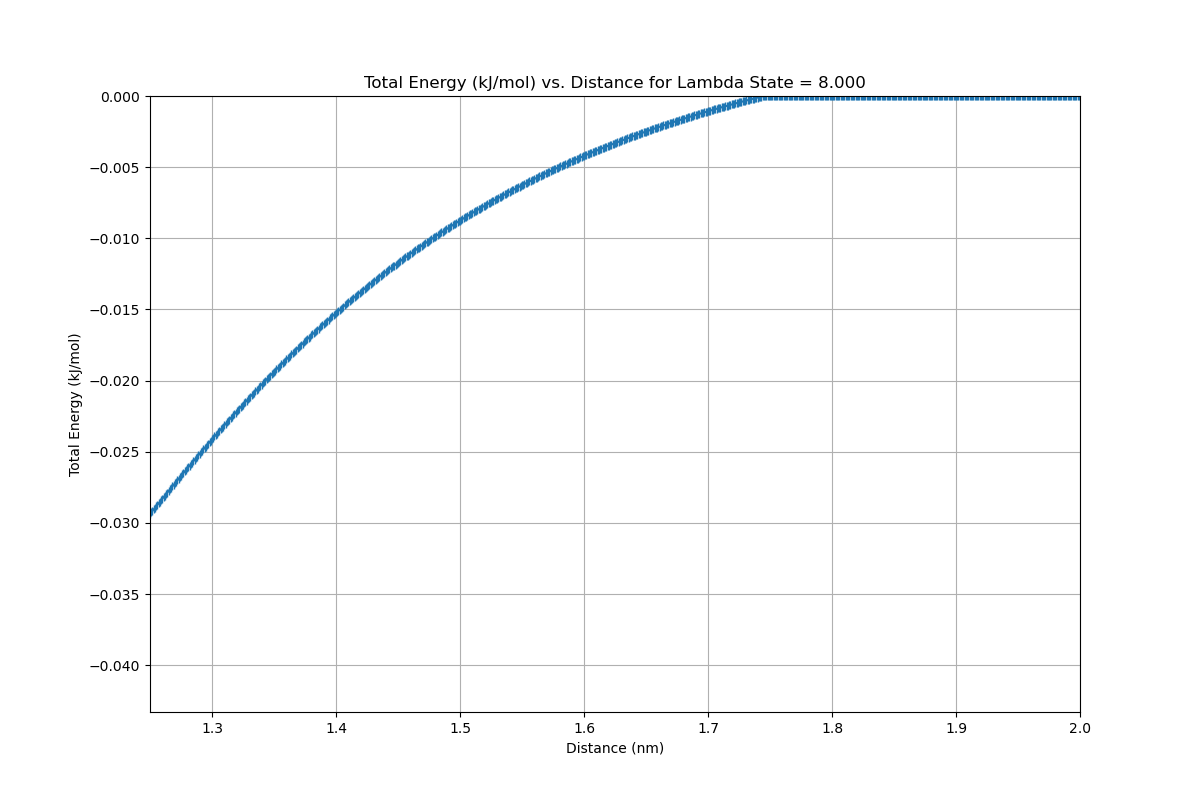 Total Energy (kJ/mol) vs. Distance for Lambda State = 8.000
0.000
−0.005
−0.010
−0.015
−0.020
−0.025
−0.030
−0.035
−0.040
Total Energy (kJ/mol)
1.3 1.4 1.5 1.6 1.7 1.8 1.9 2.0
Distance (nm)